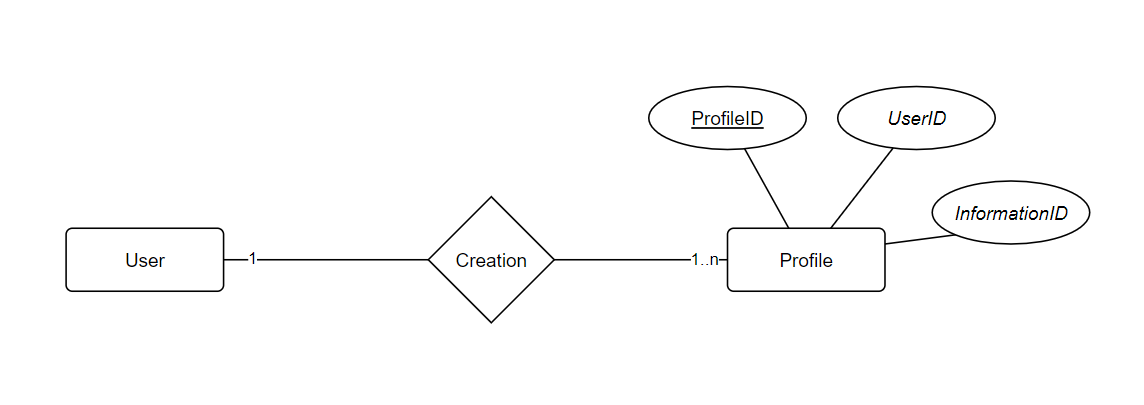 ProfileID
UserID
InformationID
User
1
Creation
1..n
Profile